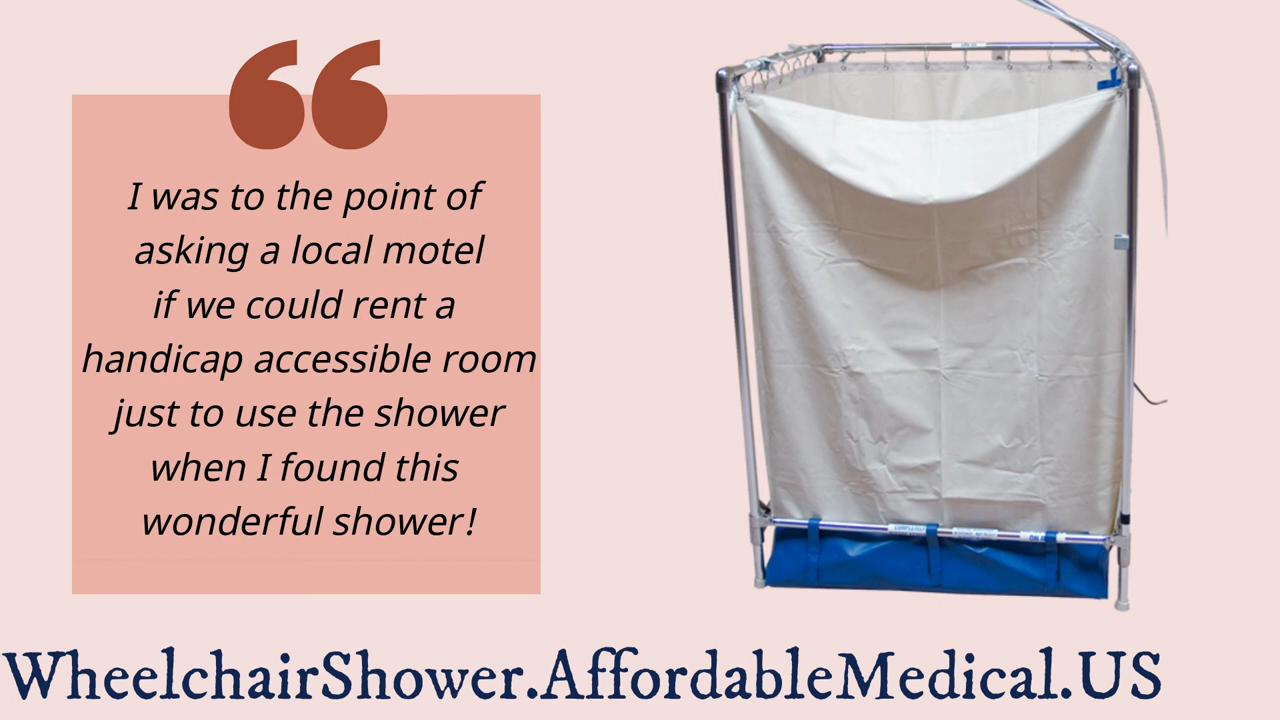 I was to the point of
asking a local motel
if we could rent a
handicap accessible room
just to use the shower
when I found this
wonderful shower!
WheelchairShower.AffordableMedical.US